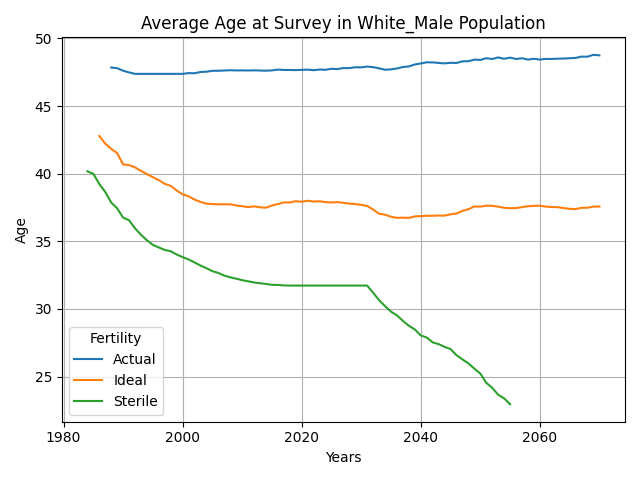 Average Age at Survey in White_Male Population
Age
50
45
40
35
30
25
Fertility
Actual
Ideal
Sterile
1980
2000
2020
2040
2060
Years